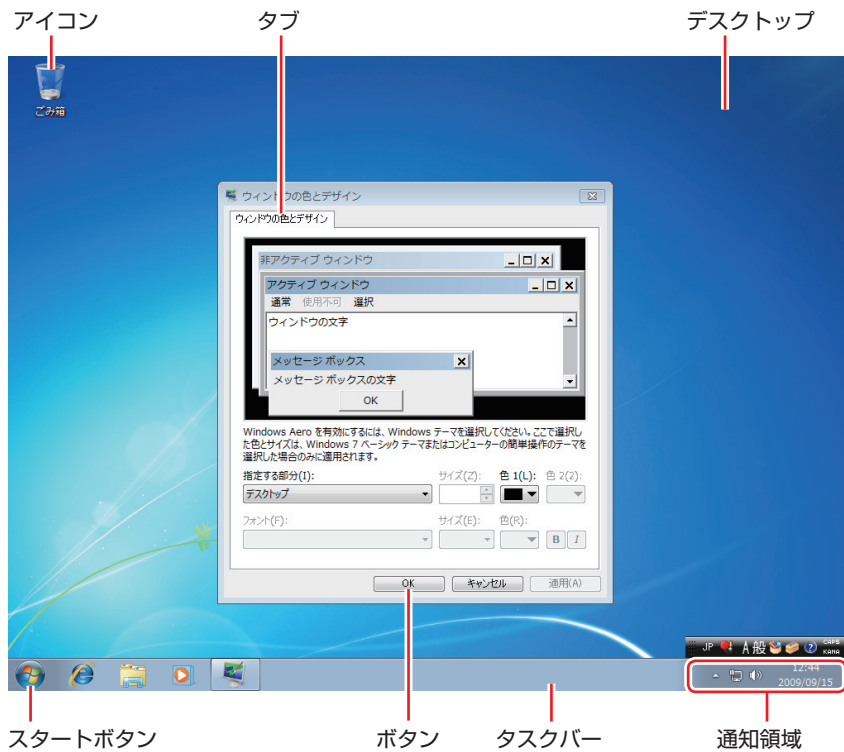 アイコン
タブ
デスクトップ
ごみ箱
ウィンドウの色とデザイン
ウィンドウの色とデザイン
非アクティブ ウィンドウ
アクティブ ウィンドウ
通常 使用不可 選択
ウィンドウの文字
メッセージ ボックス
メッセージ ボックスの文字
OK
Windows Aero を有効にするには、Windows テーマを選択してください。ここで選択し
た色とサイズは、Windows 7 ベーシック テーマまたはコンピューターの簡単操作のテーマを
選択した場合のみに適用されます。
指定する部分(I): サイズ(Z): 色 1(L): 色 2(2):
デスクトップ
フォント(F): サイズ(E): 色(R):
B I
OK キャンセル 適用(A)
JP A 般 CAPS
KANA
12:44
2009/09/15
スタートボタン
ボタン
タスクバー
通知領域